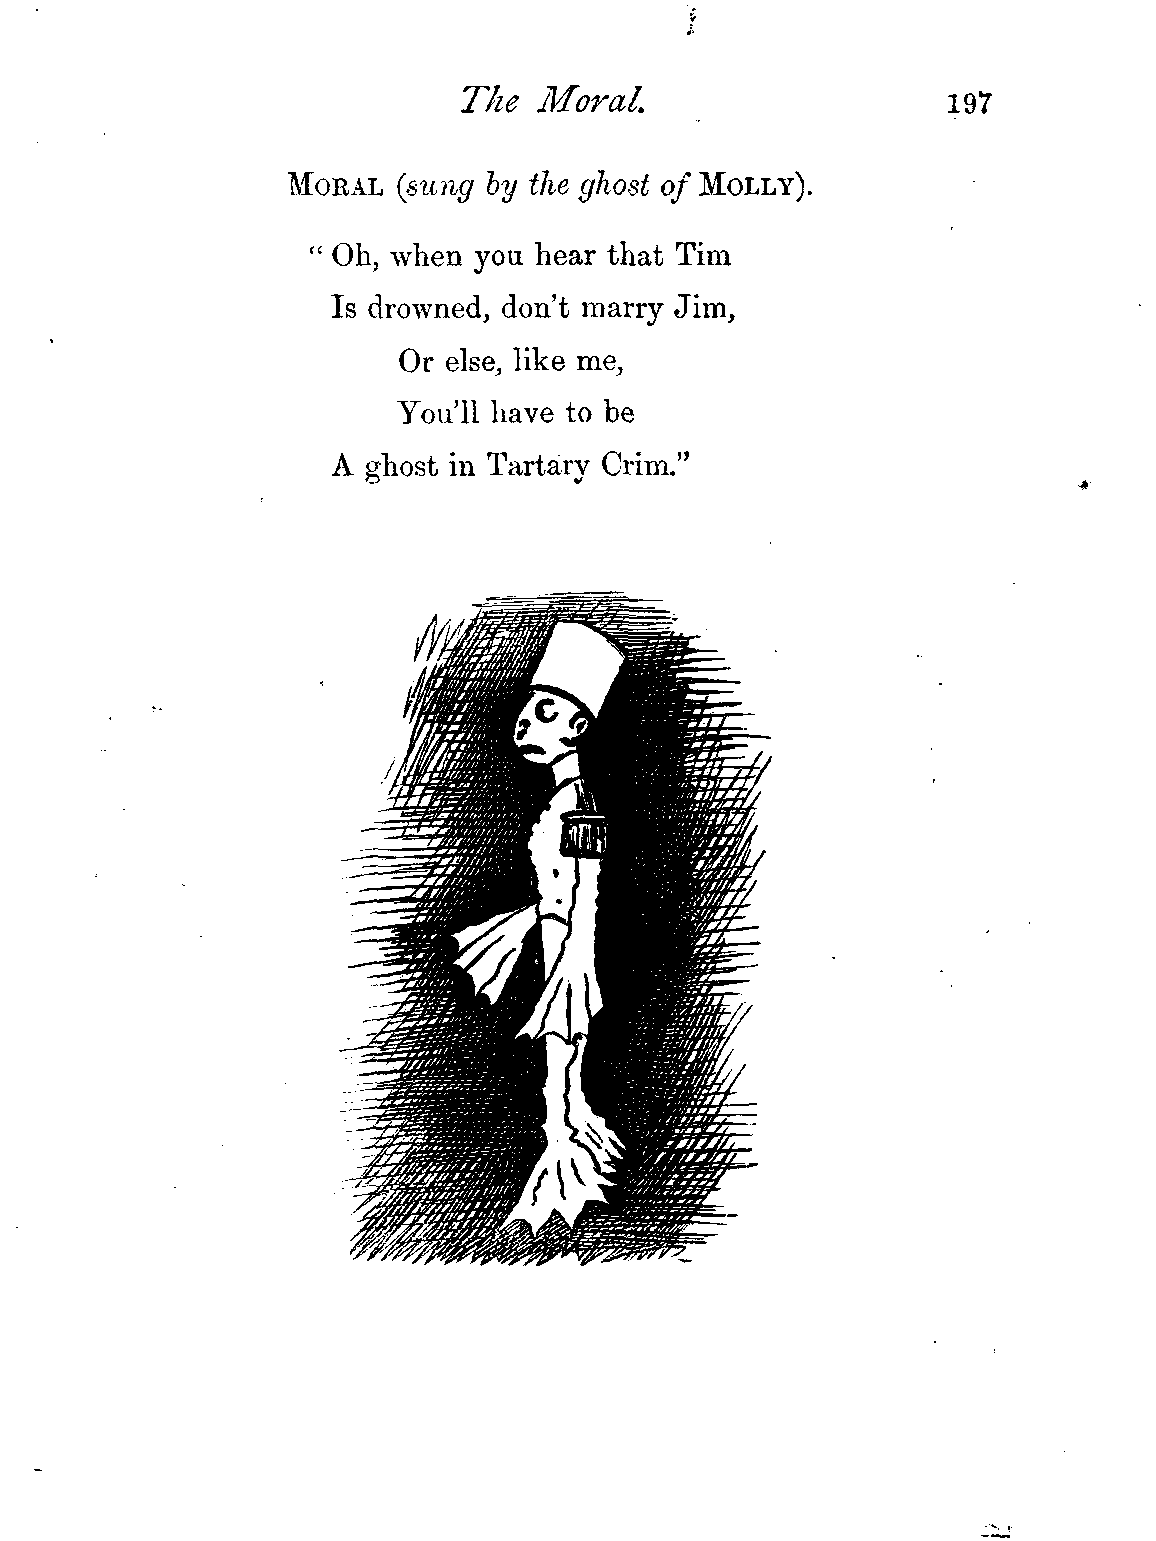 The Moral. 197
MORAL (sung by the ghost of MOLLY).
“ Oh, when you hear that Tim
Is drowned, don't marry Jim,
Or else, like me,
You'll have to be
A ghost in Tartary Crim.”